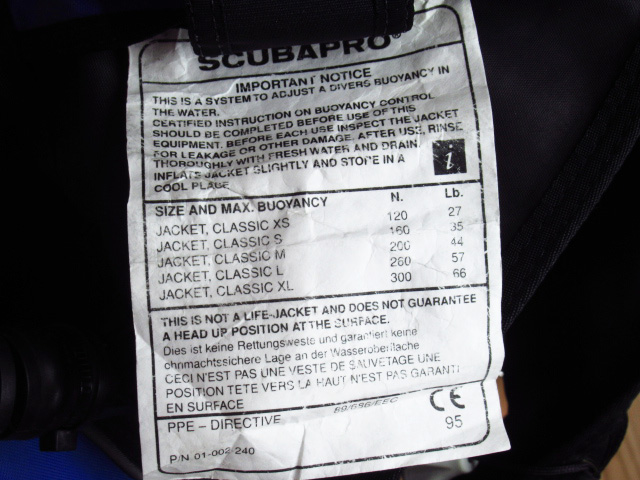 SCUBAPRO®
IMPORTANT NOTICE
THIS IS A SYSTEM TO ADJUST A DIVERS BUOYANCY IN
THE WATER.
CERTIFIED INSTRUCTION ON BUOYANCY CONTROL
SHOULD BE COMPLETED BEFORE USE OF THIS
EQUIPMENT. BEFORE EACH USE INSPECT THE JACKET
FOR LEAKAGE OR OTHER DAMAGE, AFTER USE, RINSE
THOROUGHLY WITH FRESH WATER AND DRAIN.
INFLATE JACKET SLIGHTLY AND STORE IN A
COOL PLACE
i
SIZE AND MAX. BUOYANCY N. Lb.
JACKET, CLASSIC XS 120 27
JACKET, CLASSIC S 160 35
JACKET, CLASSIC M 200 44
JACKET, CLASSIC L 260 57
JACKET, CLASSIC XL 300 66
THIS IS NOT A LIFE-JACKET AND DOES NOT GUARANTEE
A HEAD UP POSITION AT THE SURFACE.
Dies ist keine Rettungsweste und garantiert keine
ohnmachtssichere Lage an der Wasseroberfläche
CECI N'EST PAS UNE VESTE DE SAUVETAGE UNE
POSITION TETE VERS LA HAUT N'EST PAS GARANTI
EN SURFACE
PPE - DIRECTIVE 89/686/EEC CE
95
P/N 01-002-240